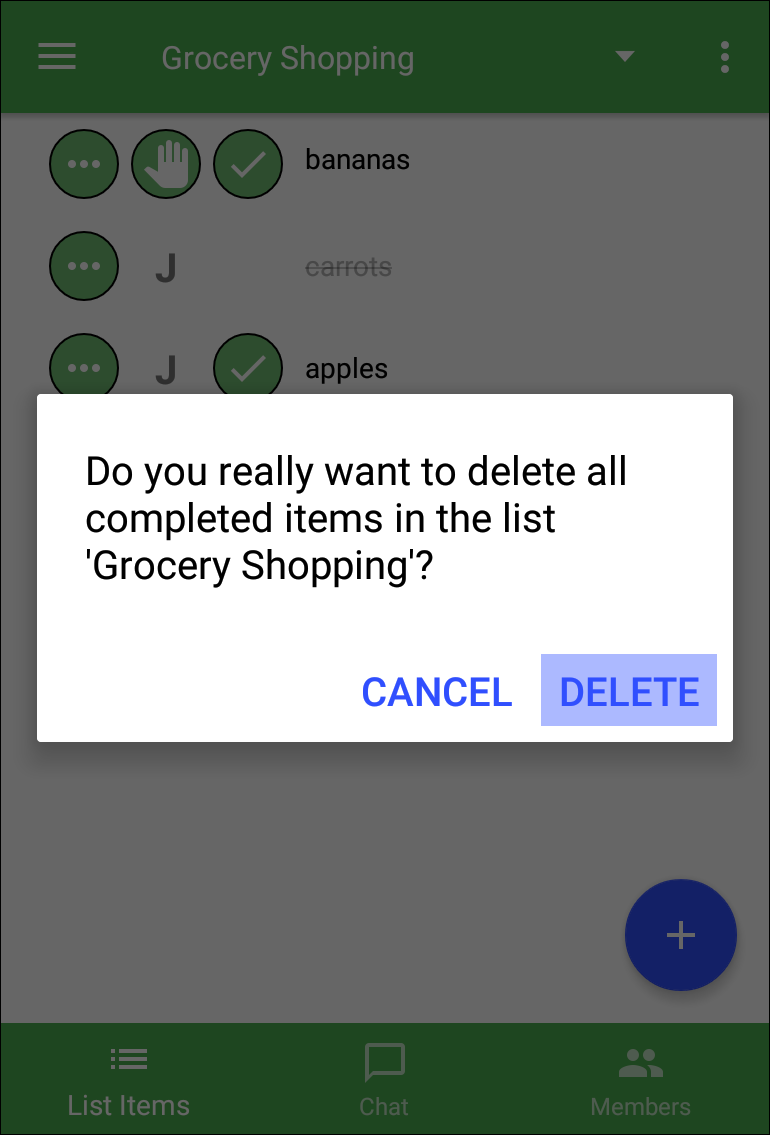 Grocery Shopping
bananas
J carrots
J apples
Do you really want to delete all
completed items in the list
'Grocery Shopping'?
CANCEL DELETE
List Items Chat Members